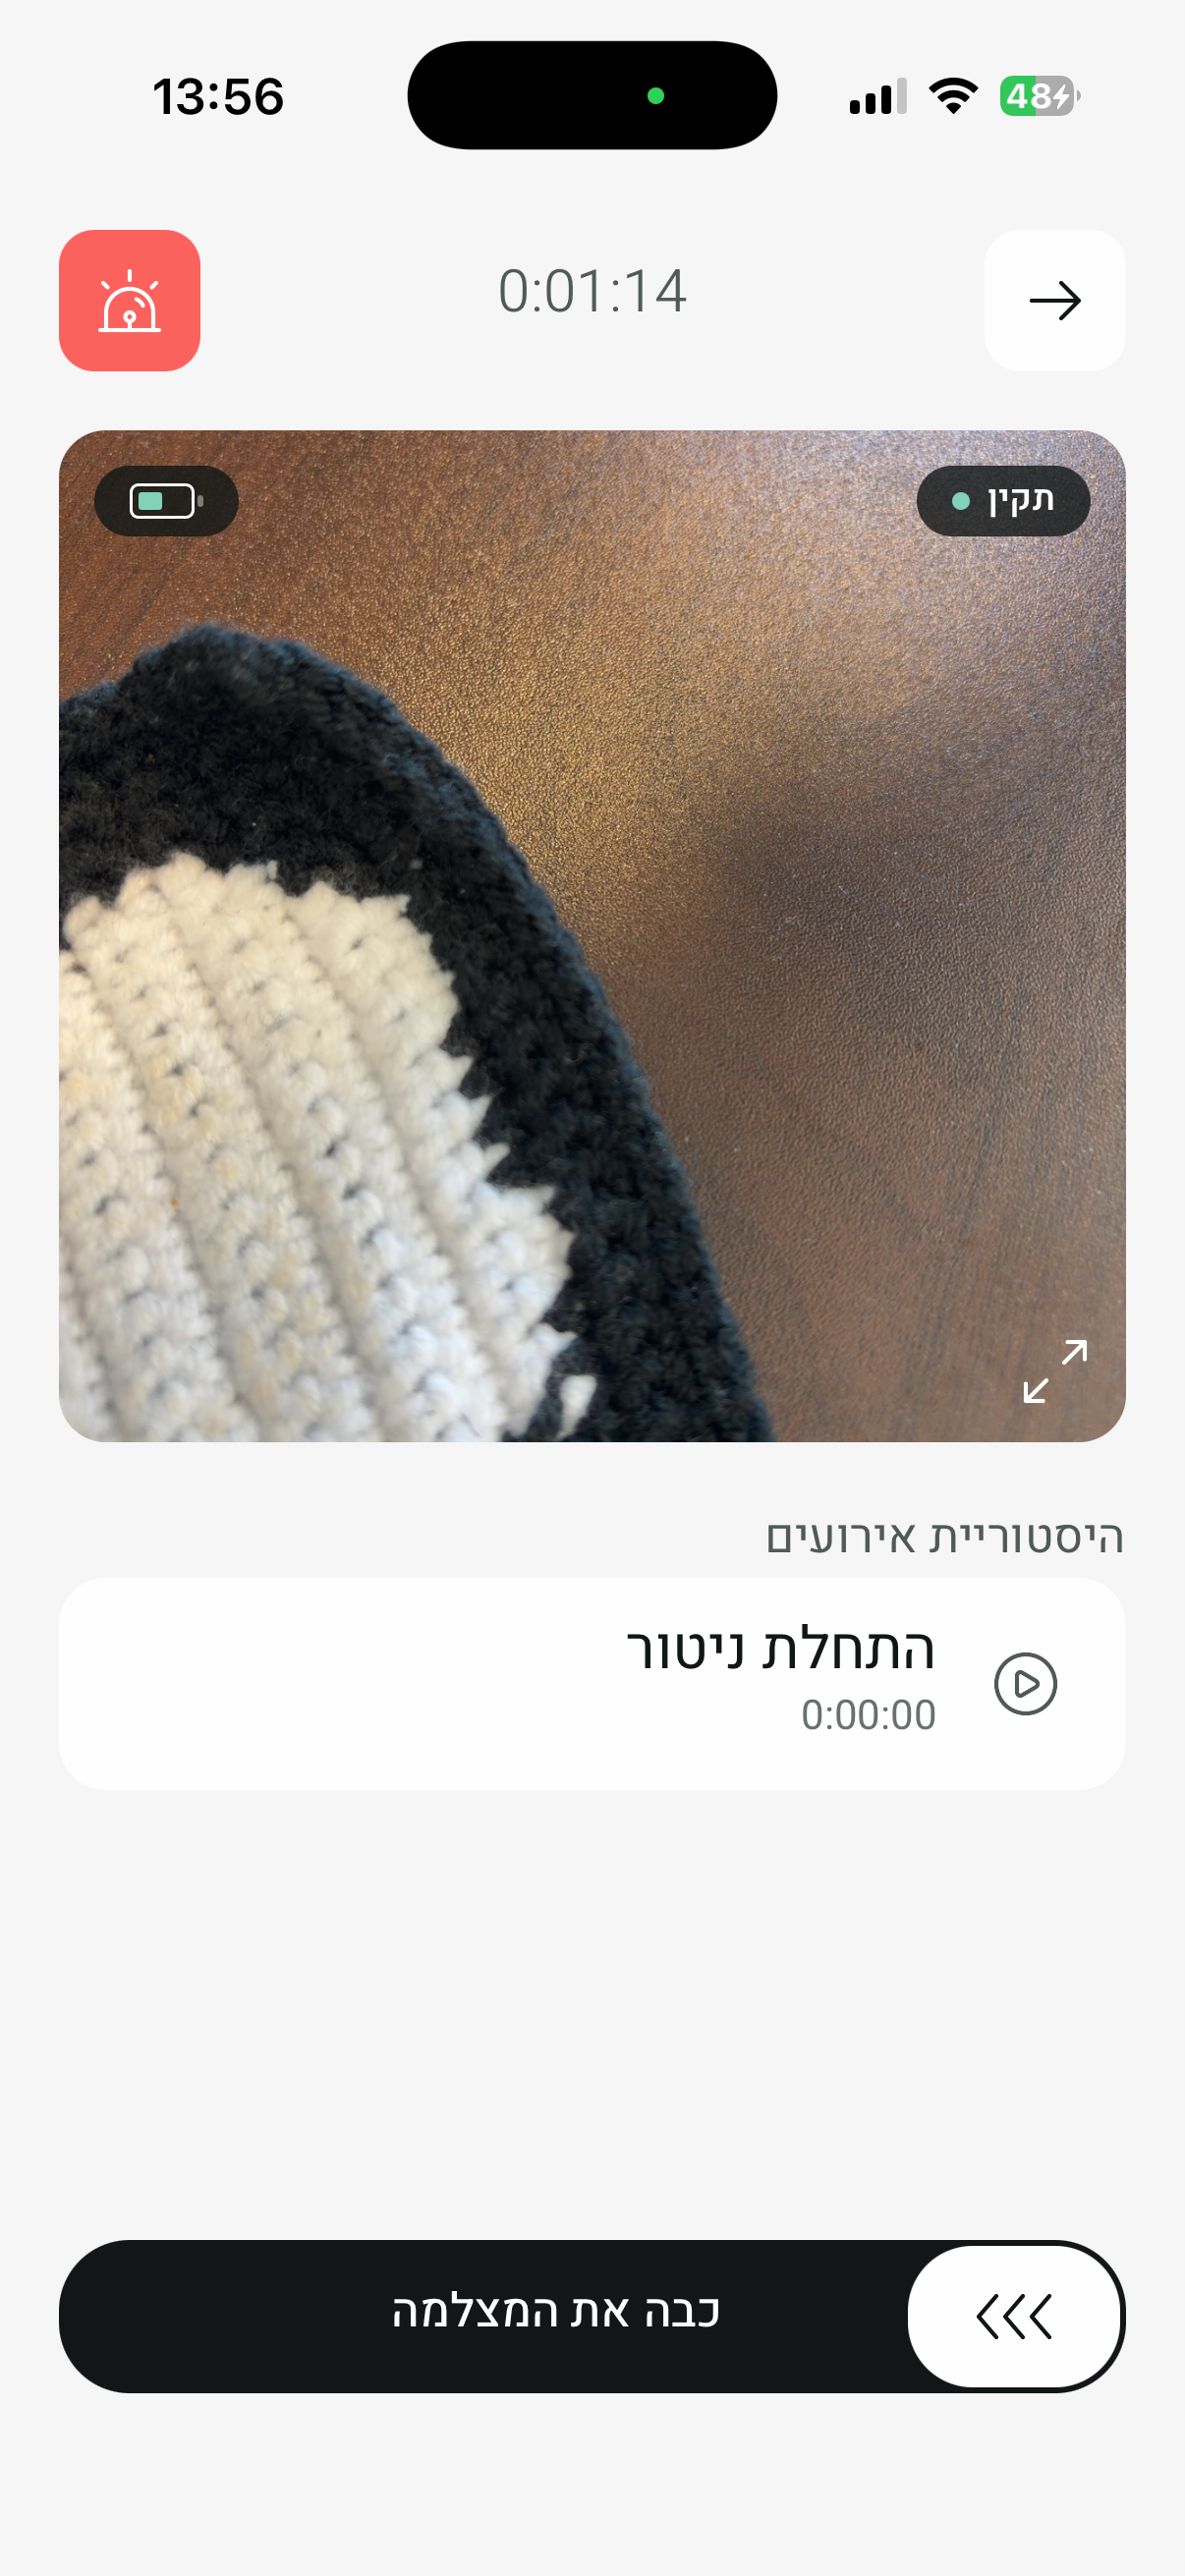 13:56
48
0:01:14
תקין
היסטוריית אירועים
התחלת ניטור
0:00:00
כבה את המצלמה